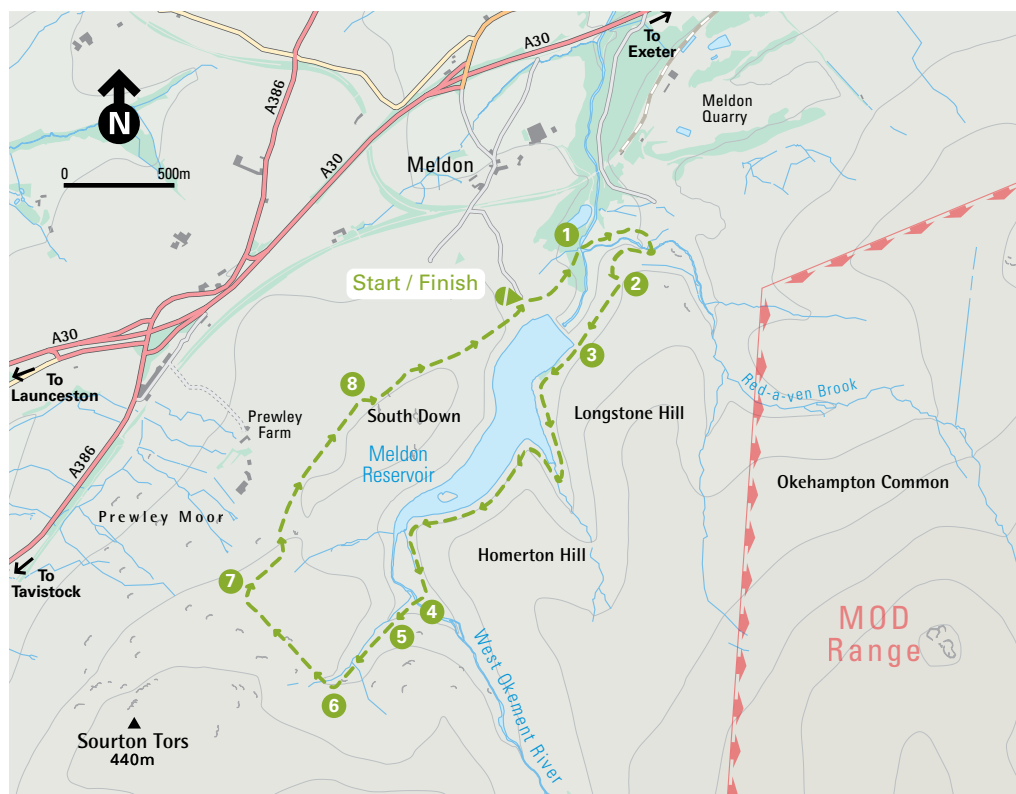 To
Exeter
A30
A386
N
0
500m
A30
Meldon
Meldon
Quarry
1
Start / Finish
2
3
A30
To
Launceston
8
South Down
Longstone Hill
Red-a-ven Brook
Prewley
Farm
Meldon
Reservoir
A386
Prewley Moor
Okehampton Common
Homerton Hill
To
Tavistock
7
4
5
MOD
Range
West Okement River
6
Sourton Tors
440m